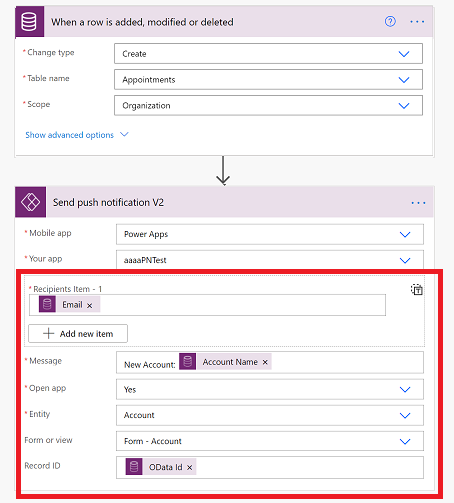 When a row is added, modified or deleted
* Change type Create
* Table name Appointments
* Scope Organization
Show advanced options
Send push notification V2
* Mobile app Power Apps
* Your app aaaaPNTest
* Recipients Item - 1
Email ×
+ Add new item
* Message New Account: Account Name ×
* Open app Yes
* Entity Account
Form or view Form - Account
Record ID OData Id ×